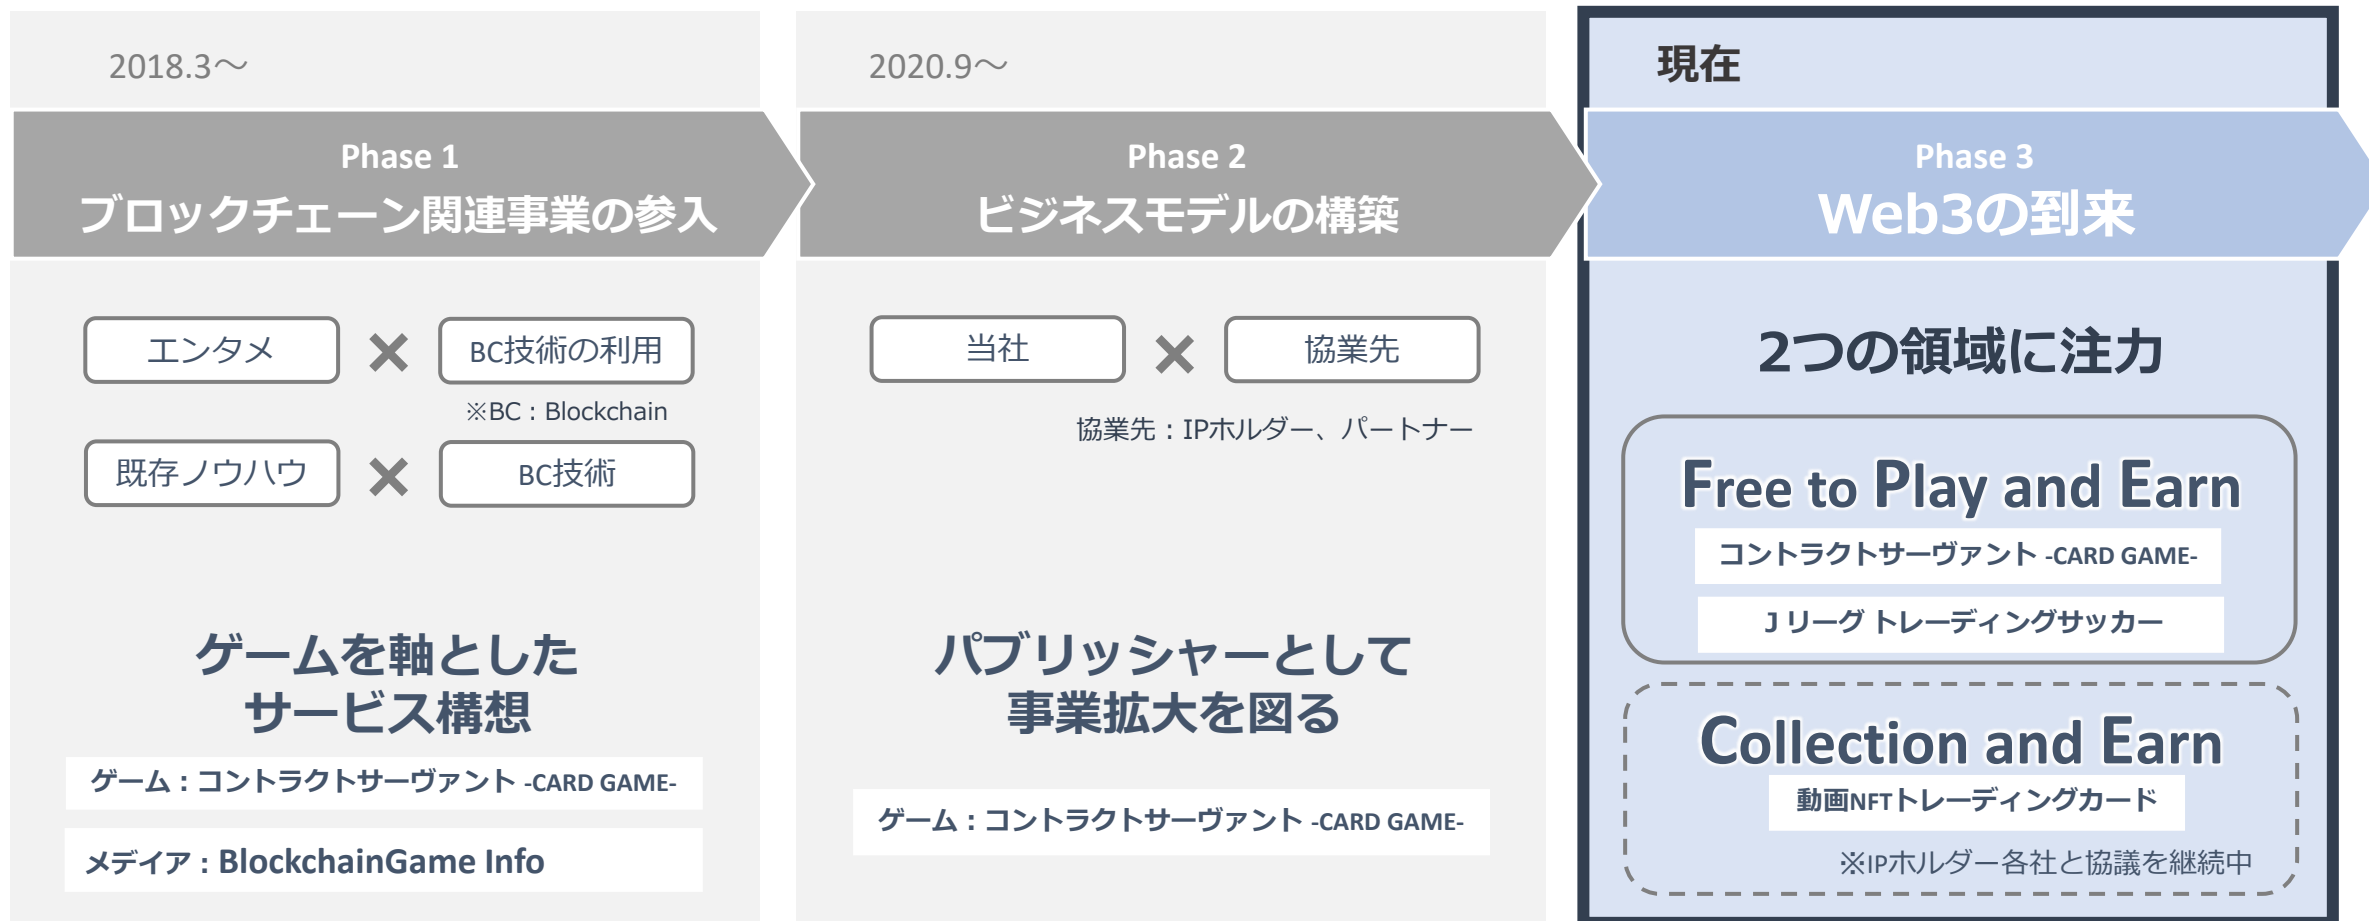 2018.3～
Phase 1
ブロックチェーン関連事業の参入
エンタメ
×
BC技術の利用
※BC：Blockchain
既存ノウハウ
×
BC技術
ゲームを軸とした
サービス構想
ゲーム：コントラクトサーヴァント -CARD GAME-
メデイア：BlockchainGame Info
2020.9～
Phase 2
ビジネスモデルの構築
当社
×
協業先
協業先：IPホルダー、パートナー
パブリッシャーとして
事業拡大を図る
ゲーム：コントラクトサーヴァント -CARD GAME-
現在
Phase 3
Web3の到来
2つの領域に注力
Free to Play and Earn
コントラクトサーヴァント -CARD GAME-
Jリーグ トレーディングサッカー
Collection and Earn
動画NFTトレーディングカード
※IPホルダー各社と協議を継続中